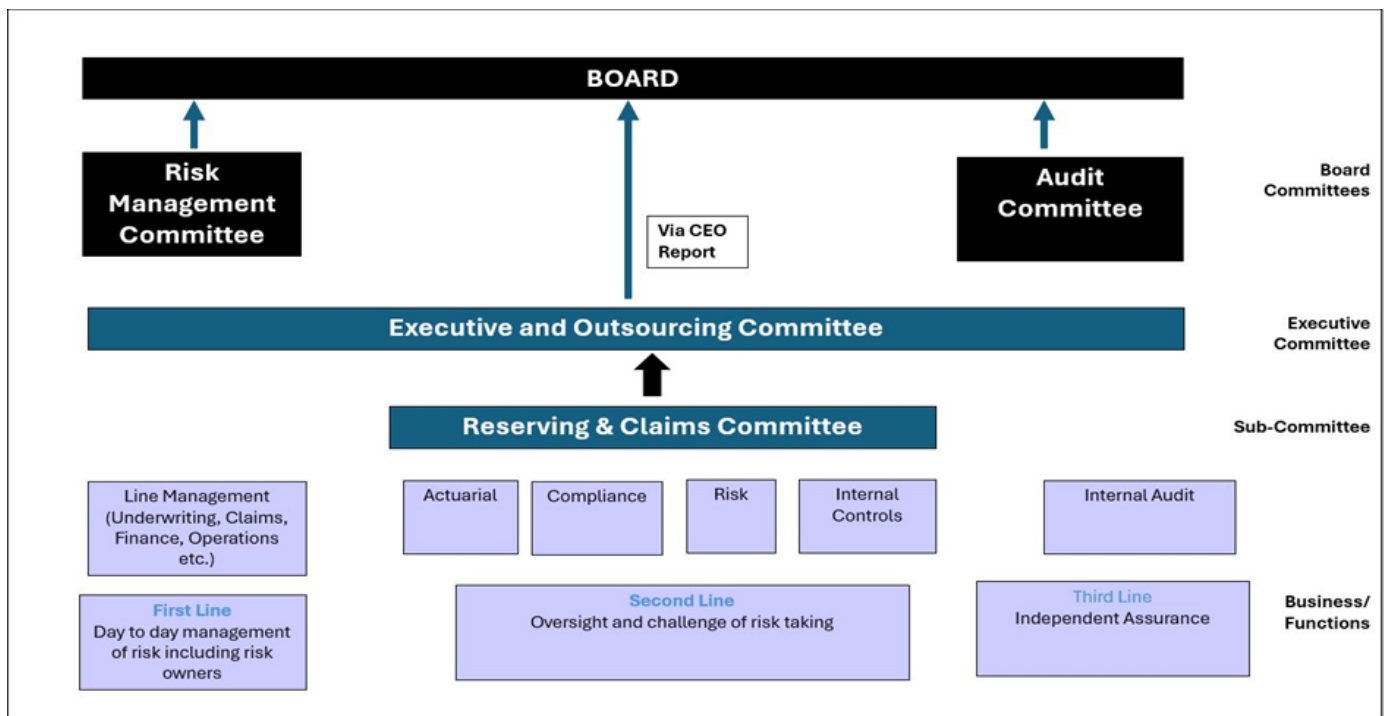 BOARD
Risk
Management
Committee
Audit
Committee
Board
Committees
Via CEO
Report
Executive and Outsourcing Committee
Executive
Committee
Reserving & Claims Committee
Sub-Committee
Line Management
(Underwriting, Claims,
Finance, Operations
etc.)
Actuarial
Compliance
Risk
Internal
Controls
Internal Audit
First Line
Day to day management
of risk including risk
owners
Second Line
Oversight and challenge of risk taking
Third Line
Independent Assurance
Business/
Functions